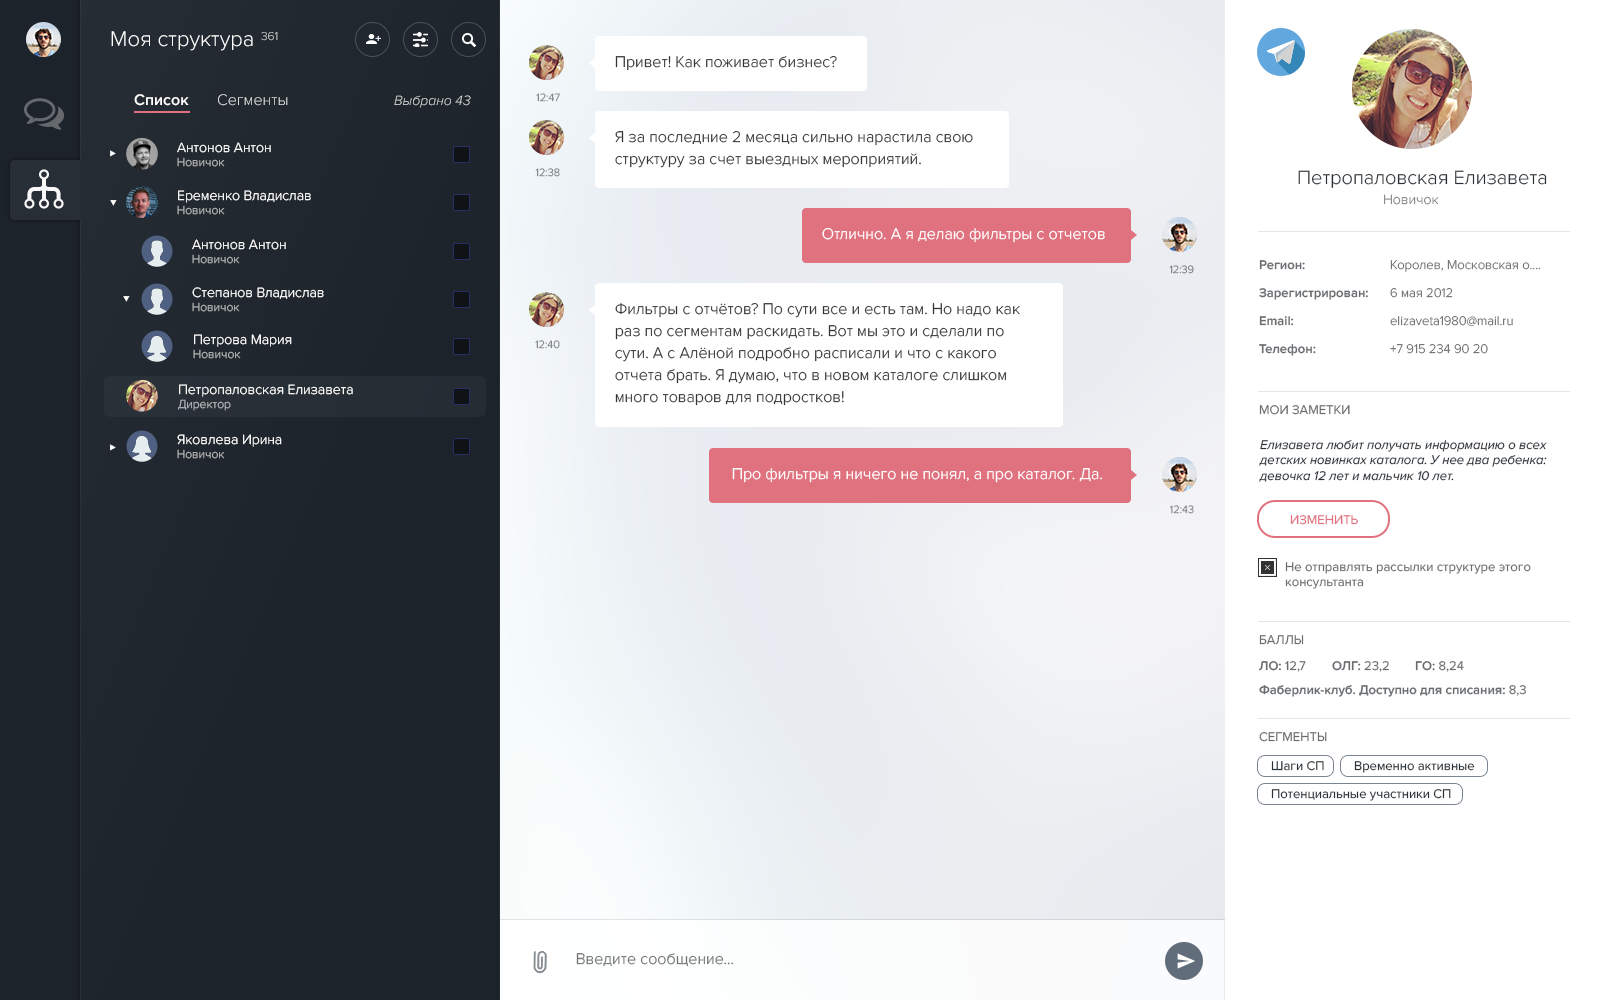 Моя структура 361
Список
Сегменты
Выбрано 43
Антонов Антон
Новичок
Еременко Владислав
Новичок
Антонов Антон
Новичок
Степанов Владислав
Новичок
Петрова Мария
Новичок
Петропаловская Елизавета
Директор
Яковлева Ирина
Новичок
Привет! Как поживает бизнес?
12:47
Я за последние 2 месяца сильно нарастила свою
структуру за счет выездных мероприятий.
12:38
Отлично. А я делаю фильтры с отчетов
12:39
Фильтры с отчётов? По сути все и есть там. Но надо как
раз по сегментам раскидать. Вот мы это и сделали по
сути. А с Алёной подробно расписали и что с какого
отчета брать. Я думаю, что в новом каталоге слишком
много товаров для подростков!
12:40
Про фильтры я ничего не понял, а про каталог. Да.
12:43
Введите сообщение...
Петропаловская Елизавета
Новичок
Регион: Королев, Московская о....
Зарегистрирован: 6 мая 2012
Email: elizaveta1980@mail.ru
Телефон: +7 915 234 90 20
МОИ ЗАМЕТКИ
Елизавета любит получать информацию о всех
детских новинках каталога. У нее два ребенка:
девочка 12 лет и мальчик 10 лет.
ИЗМЕНИТЬ
Не отправлять рассылки структуре этого
консультанта
БАЛЛЫ
ЛО: 12,7 ОЛГ: 23,2 ГО: 8,24
Фаберлик-клуб. Доступно для списания: 8,3
СЕГМЕНТЫ
Шаги СП
Временно активные
Потенциальные участники СП